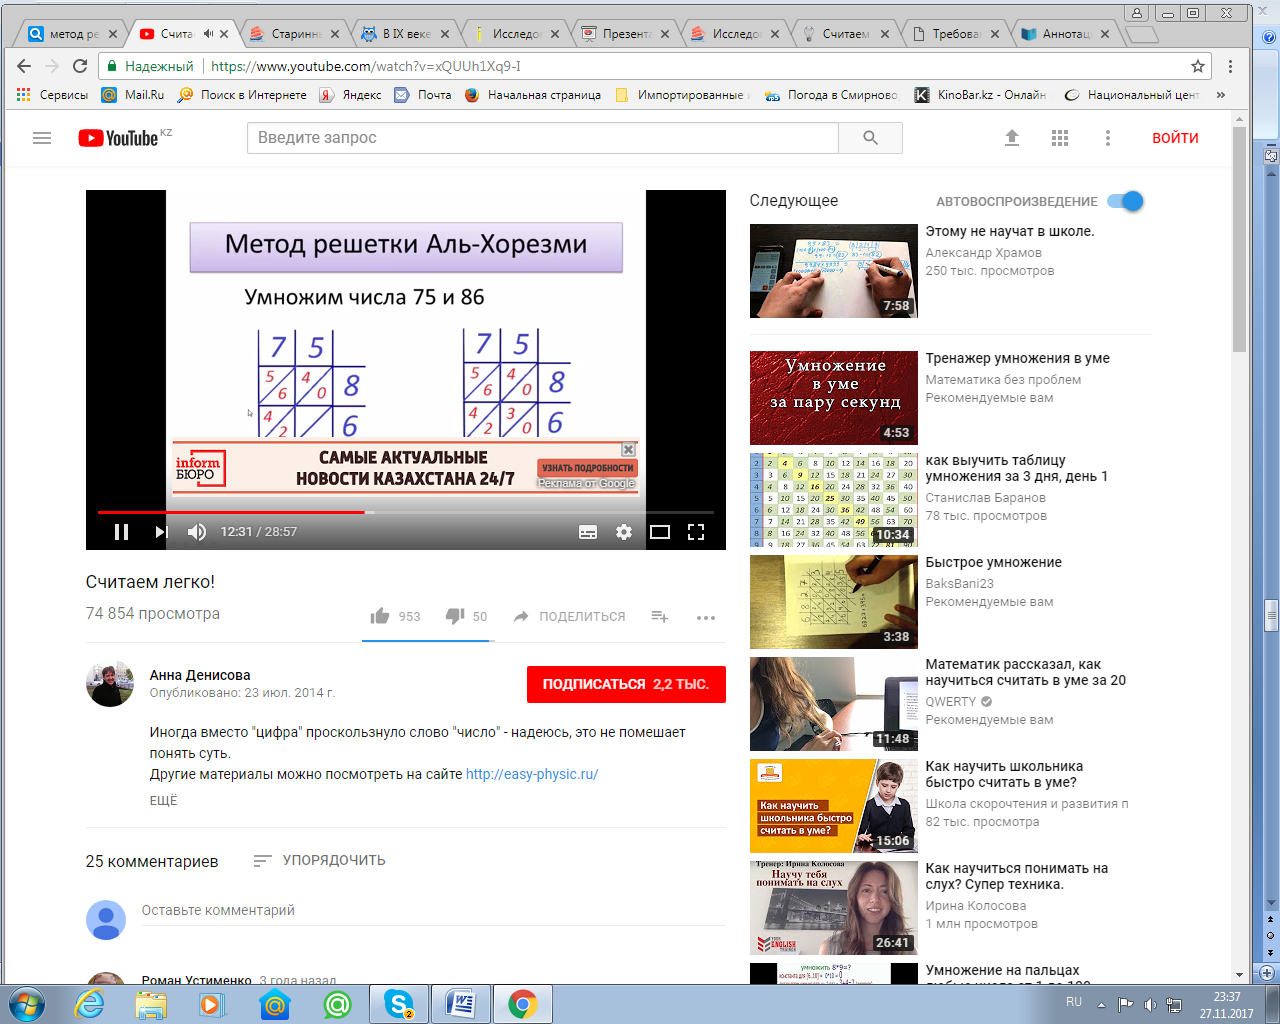 метод ре
Счита
Старинны
В IX веке
Исследо
Презента
Исследо
Считаем
Требова
Аннотац
Надежный https://www.youtube.com/watch?v=xQUUh1Xq9-I
Сервисы Mail.Ru Поиск в Интернете Яндекс Почта Начальная страница Импортированные Погода в Смирново KinoBar.kz - Онлайн Национальный цент »
YouTube KZ
Введите запрос
ВОЙТИ
Метод решетки Аль-Хорезми
Умножим числа 75 и 86
7 5
5 6 4 0 8
4 2 6
7 5
5 6 4 0 8
4 2 3 0 6
inform БЮРО
САМЫЕ АКТУАЛЬНЫЕ
НОВОСТИ КАЗАХСТАНА 24/7
УЗНАТЬ ПОДРОБНОСТИ
Реклама от Google
12:31 / 28:57
Считаем легко!
74 854 просмотра
953 50 ПОДЕЛИТЬСЯ
Анна Денисова
Опубликовано: 23 июл. 2014 г.
ПОДПИСАТЬСЯ 2,2 ТЫС.
Иногда вместо "цифра" проскользнуло слово "число" - надеюсь, это не помешает
понять суть.
Другие материалы можно посмотреть на сайте http://easy-physic.ru/
ЕЩЁ
25 комментариев УПОРЯДОЧИТЬ
Оставьте комментарий
Роман Устименко 3 года назад
Следующее АВТОВОСПРОИЗВЕДЕНИЕ
7:58
Этому не научат в школе.
Александр Храмов
250 тыс. просмотров
Умножение
в уме
за пару секунд
4:53
Тренажер умножения в уме
Математика без проблем
Рекомендуемые вам
10:34
как выучить таблицу
умножения за 3 дня, день 1
Станислав Баранов
78 тыс. просмотров
3:38
Быстрое умножение
BaksBani23
Рекомендуемые вам
11:48
Математик рассказал, как
научиться считать в уме за 20
QWERTY
Рекомендуемые вам
Как научить
школьника быстро
считать в уме?
15:06
Как научить школьника
быстро считать в уме?
Школа скорочтения и развития п
82 тыс. просмотра
Тренер: Ирина Колосова
Научу тебя
понимать на слух
ENGLISH
26:41
Как научиться понимать на
слух? Супер техника.
Ирина Колосова
1 млн просмотров
умножить 8*9=?
Умножение на пальцах
RU
23:37
27.11.2017